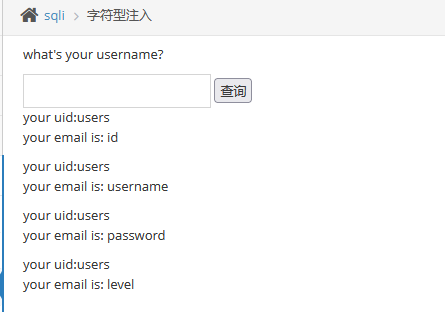 sqli > 字符型注入
what's your username?
查询
your uid:users
your email is: id
your uid:users
your email is: username
your uid:users
your email is: password
your uid:users
your email is: level